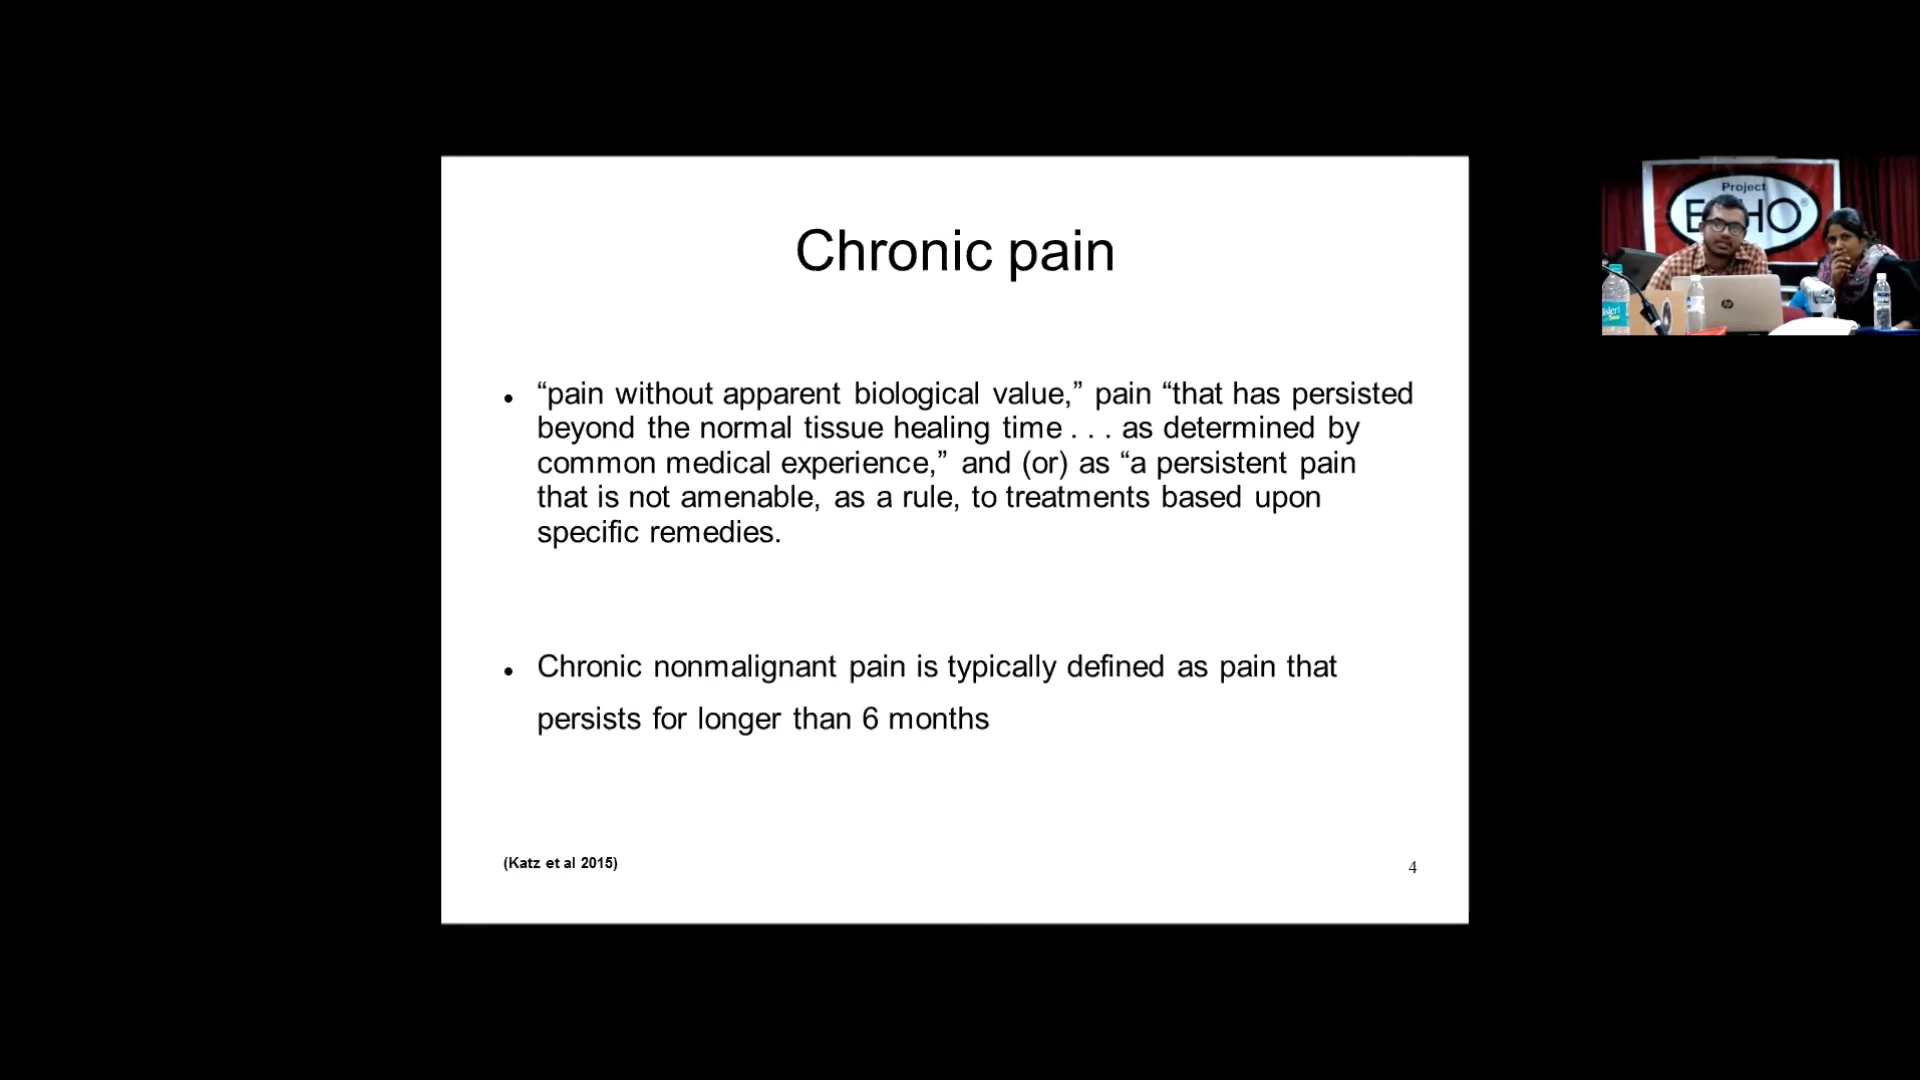 Chronic pain
• “pain without apparent biological value,” pain “that has persisted
beyond the normal tissue healing time . . . as determined by
common medical experience,” and (or) as “a persistent pain
that is not amenable, as a rule, to treatments based upon
specific remedies.
• Chronic nonmalignant pain is typically defined as pain that
persists for longer than 6 months
(Katz et al 2015)
4
Project
®
hp